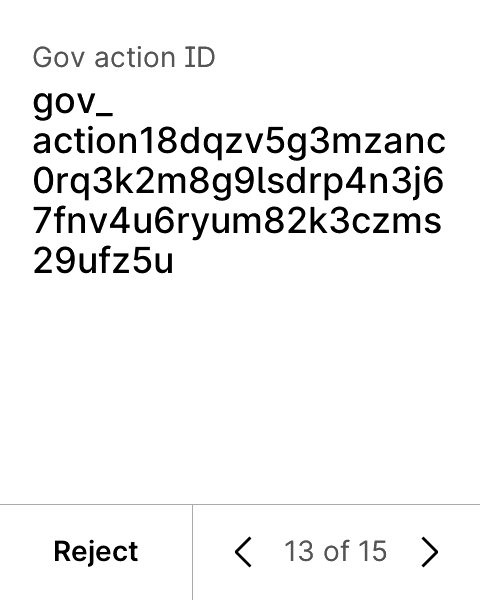 Gov action ID
gov_
action18dqzv5g3mzanc
0rq3k2m8g9lsdrp4n3j6
7fnv4u6ryum82k3czms
29ufz5u
Reject
13 of 15